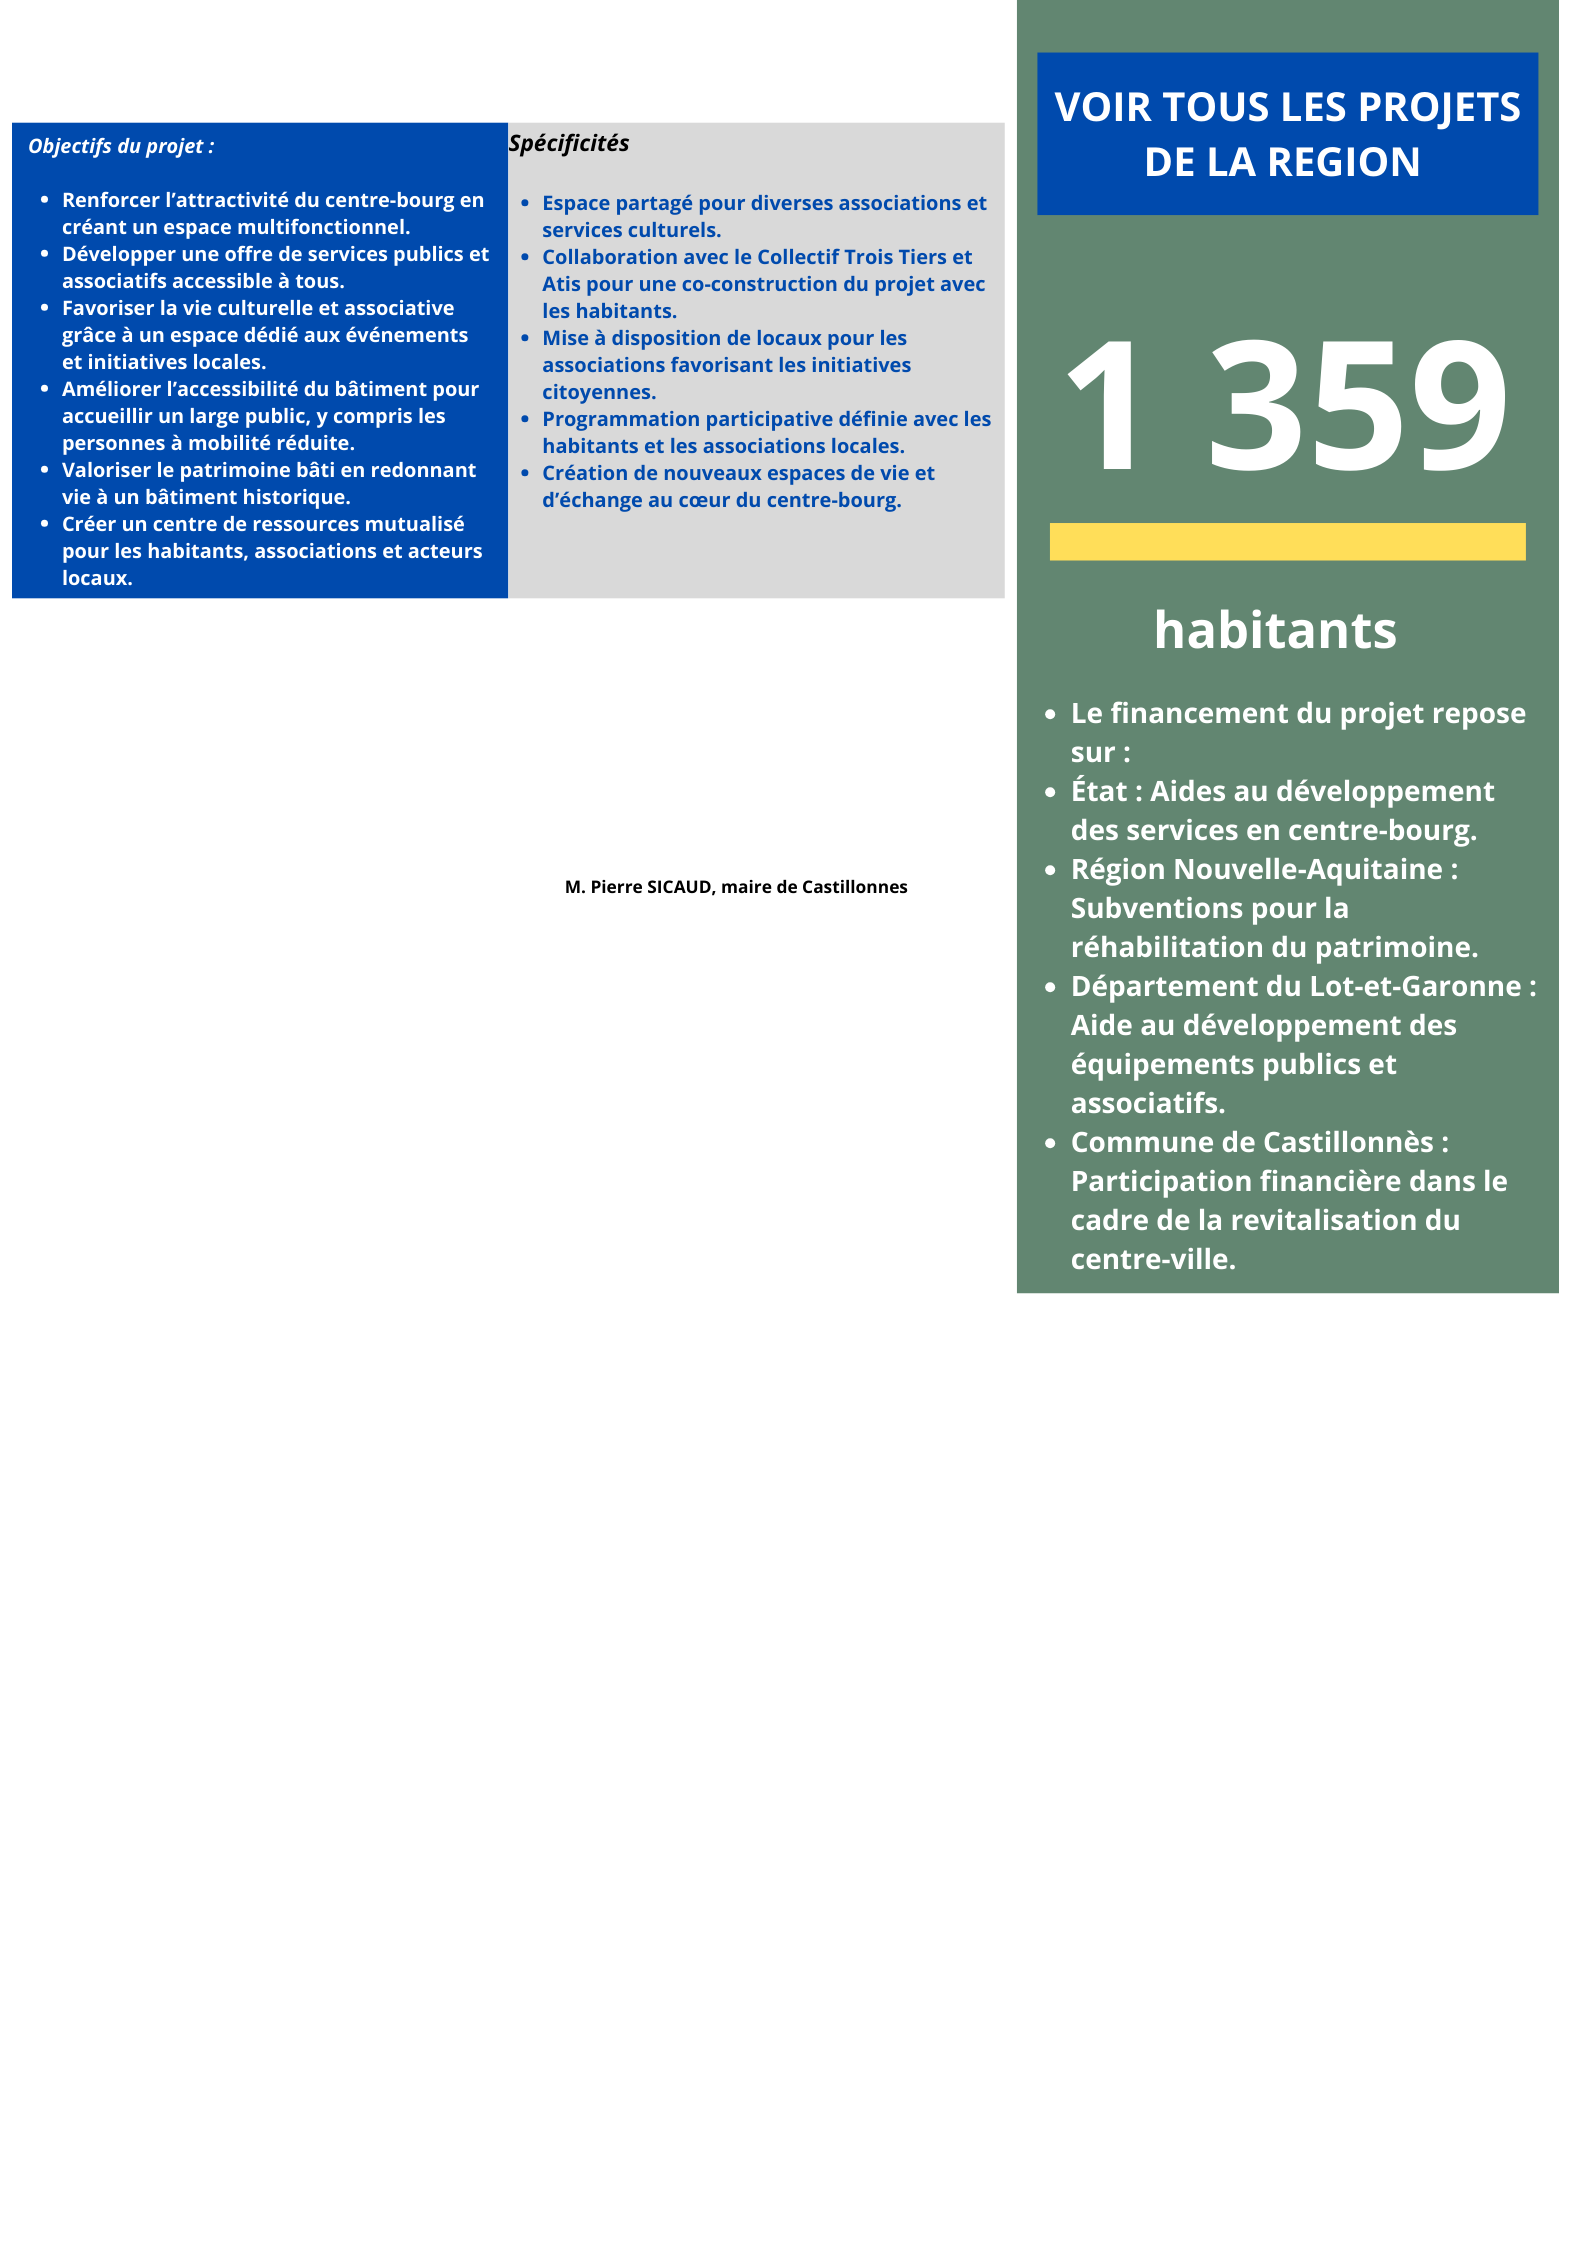 Objectifs du projet :
• Renforcer l’attractivité du centre-bourg en
créant un espace multifonctionnel.
• Développer une offre de services publics et
associatifs accessible à tous.
• Favoriser la vie culturelle et associative
grâce à un espace dédié aux événements
et initiatives locales.
• Améliorer l’accessibilité du bâtiment pour
accueillir un large public, y compris les
personnes à mobilité réduite.
• Valoriser le patrimoine bâti en redonnant
vie à un bâtiment historique.
• Créer un centre de ressources mutualisé
pour les habitants, associations et acteurs
locaux.
Spécificités
• Espace partagé pour diverses associations et
services culturels.
• Collaboration avec le Collectif Trois Tiers et
Atis pour une co-construction du projet avec
les habitants.
• Mise à disposition de locaux pour les
associations favorisant les initiatives
citoyennes.
• Programmation participative définie avec les
habitants et les associations locales.
• Création de nouveaux espaces de vie et
d’échange au cœur du centre-bourg.
M. Pierre SICAUD, maire de Castillonnes
VOIR TOUS LES PROJETS
DE LA REGION
1 359
habitants
• Le financement du projet repose
sur :
• État : Aides au développement
des services en centre-bourg.
• Région Nouvelle-Aquitaine :
Subventions pour la
réhabilitation du patrimoine.
• Département du Lot-et-Garonne :
Aide au développement des
équipements publics et
associatifs.
• Commune de Castillonnès :
Participation financière dans le
cadre de la revitalisation du
centre-ville.